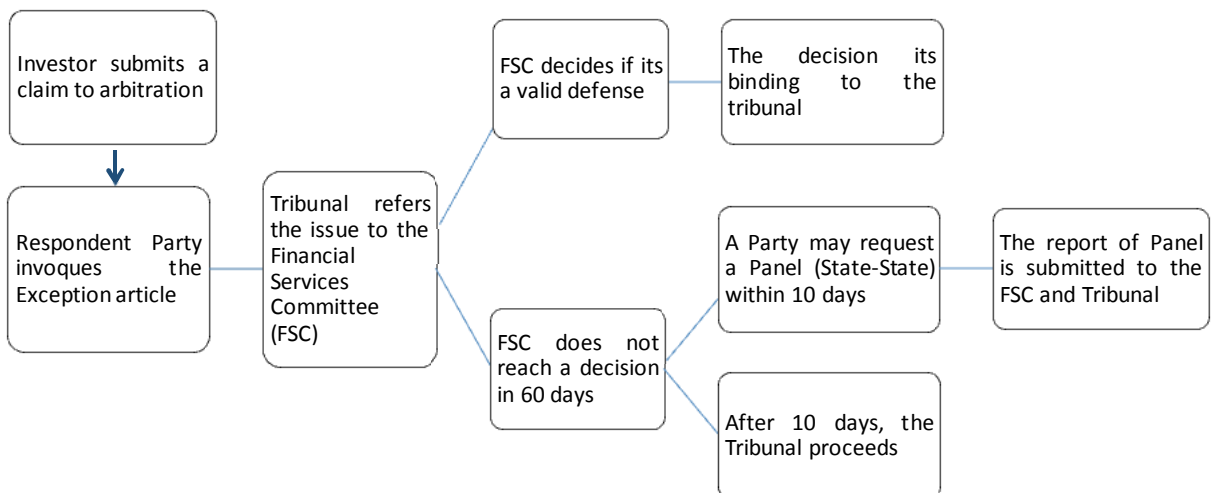 Investor submits a
claim to arbitration
Respondent Party
invoques the
Exception article
Tribunal refers
the issue to the
Financial
Services
Committee
(FSC)
FSC decides if its
a valid defense
The decision its
binding to the
tribunal
FSC does not
reach a decision
in 60 days
A Party may request
a Panel (State-State)
within 10 days
The report of Panel
is submitted to the
FSC and Tribunal
After 10 days, the
Tribunal proceeds